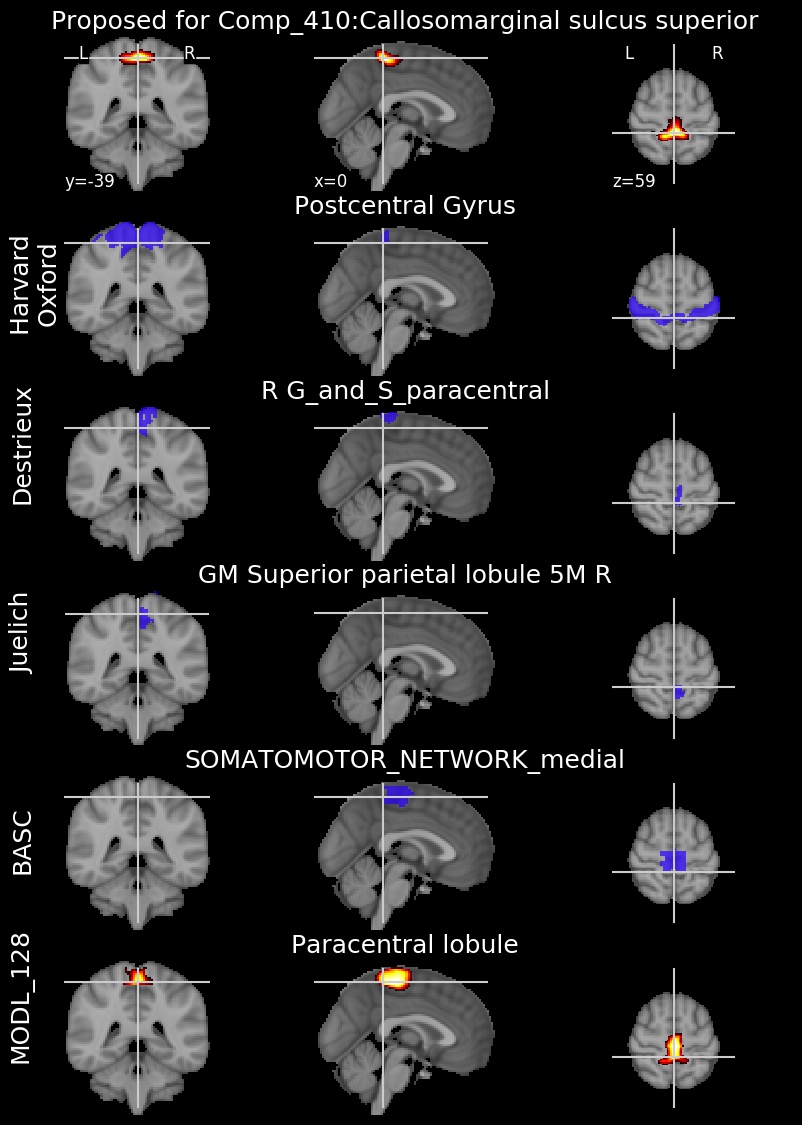 Proposed for Comp_410:Callosomarginal sulcus superior
L R L R
y=-39 x=0 z=59
Postcentral Gyrus
Harvard
Oxford
R G_and_S_paracentral
Destrieux
GM Superior parietal lobule 5M R
Juelich
SOMATOMOTOR_NETWORK_medial
BASC
Paracentral lobule
MODL_128